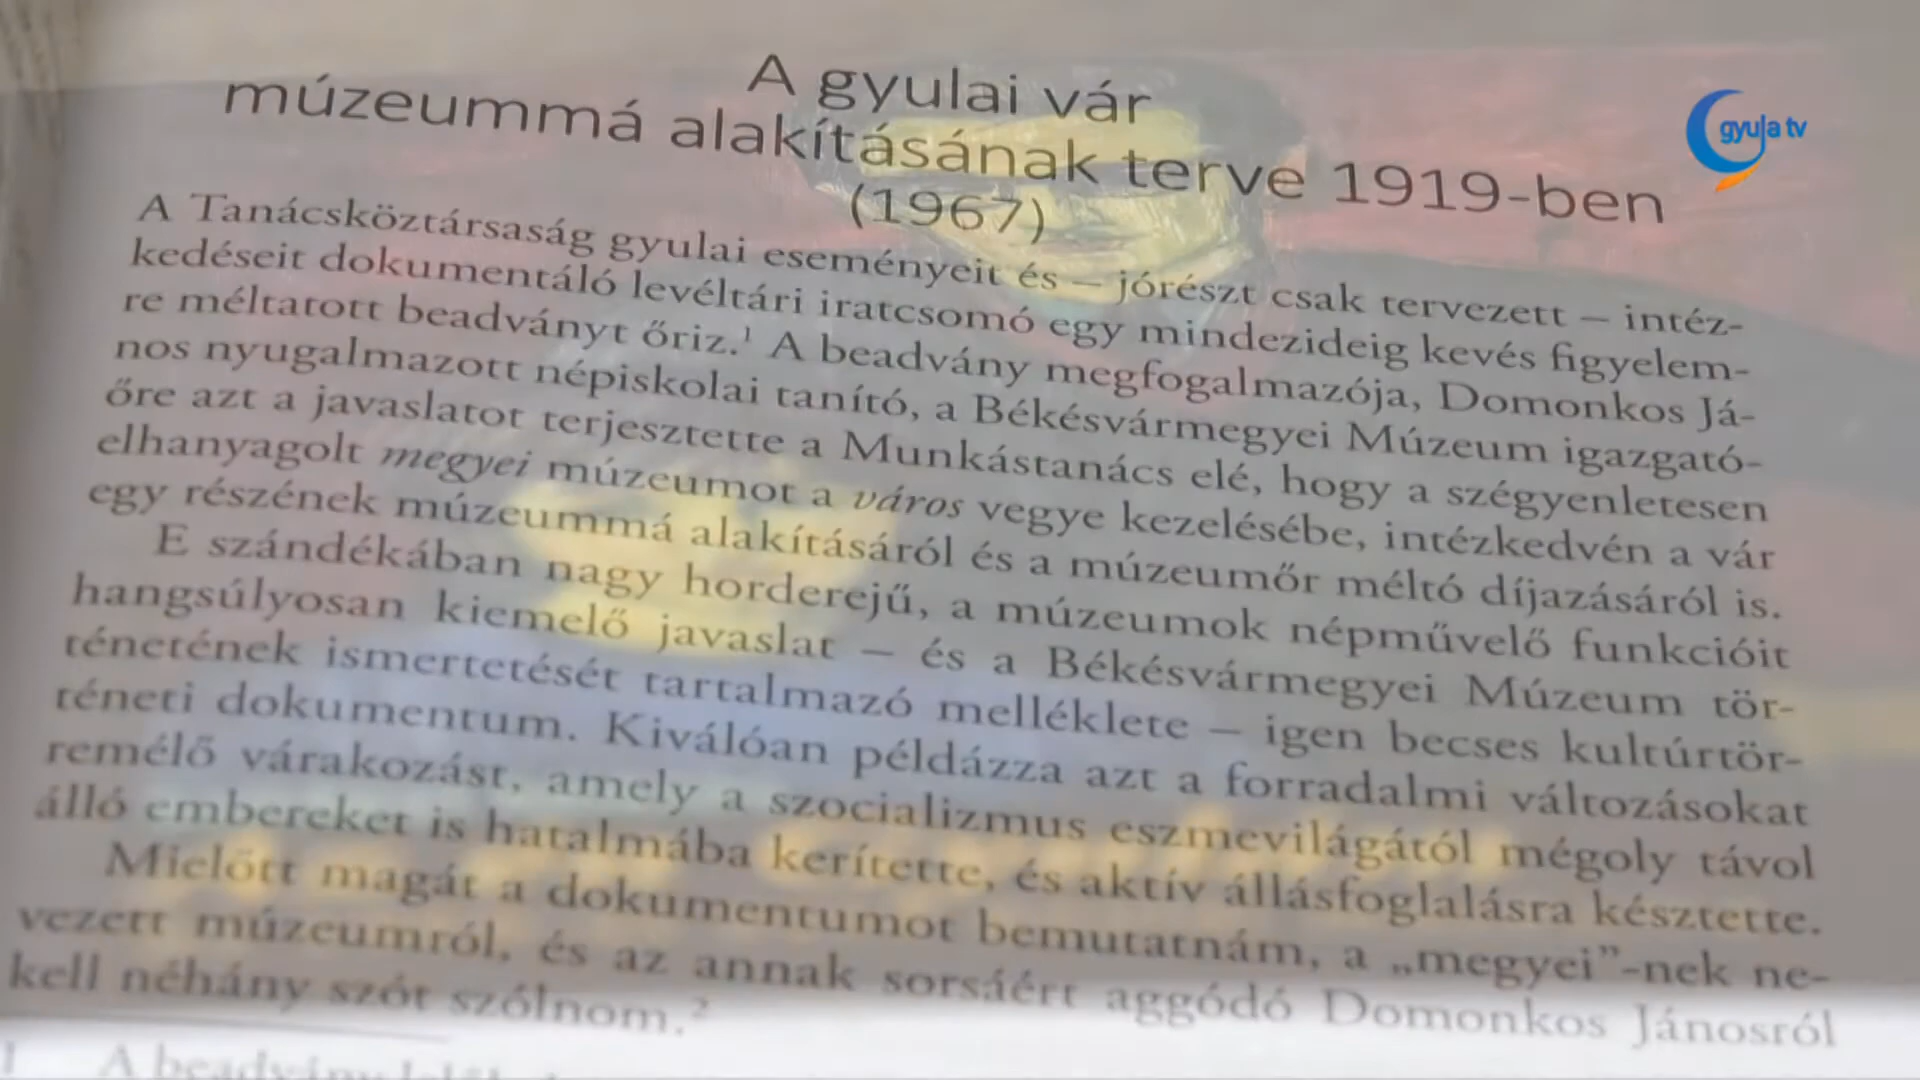 A gyulai vár
múzeummá alakításának terve 1919-ben
(1967)
gyula tv
A Tanácsköztársaság gyulai eseményeit és – jórészt csak tervezett – intéz-
kedéseit dokumentáló levéltári iratcsomó egy mindezideig kevés figyelem-
re méltatott beadványt őriz.¹ A beadvány megfogalmazója, Domonkos Já-
nos nyugalmazott népiskolai tanító, a Békésvármegyei Múzeum igazgató-
őre azt a javaslatot terjesztette a Munkástanács elé, hogy a szégyenletesen
elhanyagolt megyei múzeumot a város vegye kezelésébe, intézkedvén a vár
egy részének múzeummá alakításáról és a múzeumőr méltó díjazásáról is.
E szándékában nagy horderejű, a múzeumok népművelő funkcióit
hangsúlyosan kiemelő javaslat – és a Békésvármegyei Múzeum tör-
ténetének ismertetését tartalmazó melléklete – igen becses kultúrtör-
téneti dokumentum. Kiválóan példázza azt a forradalmi változásokat
remélő várakozást, amely a szocializmus eszmevilágától mégoly távol
álló embereket is hatalmába kerítette, és aktív állásfoglalásra késztette.
Mielőtt magát a dokumentumot bemutatnám, a „megyei”-nek ne-
vezett múzeumról, és az annak sorsáért aggódó Domonkos Jánosról
kell néhány szót szólnom.²
1 A beadvány